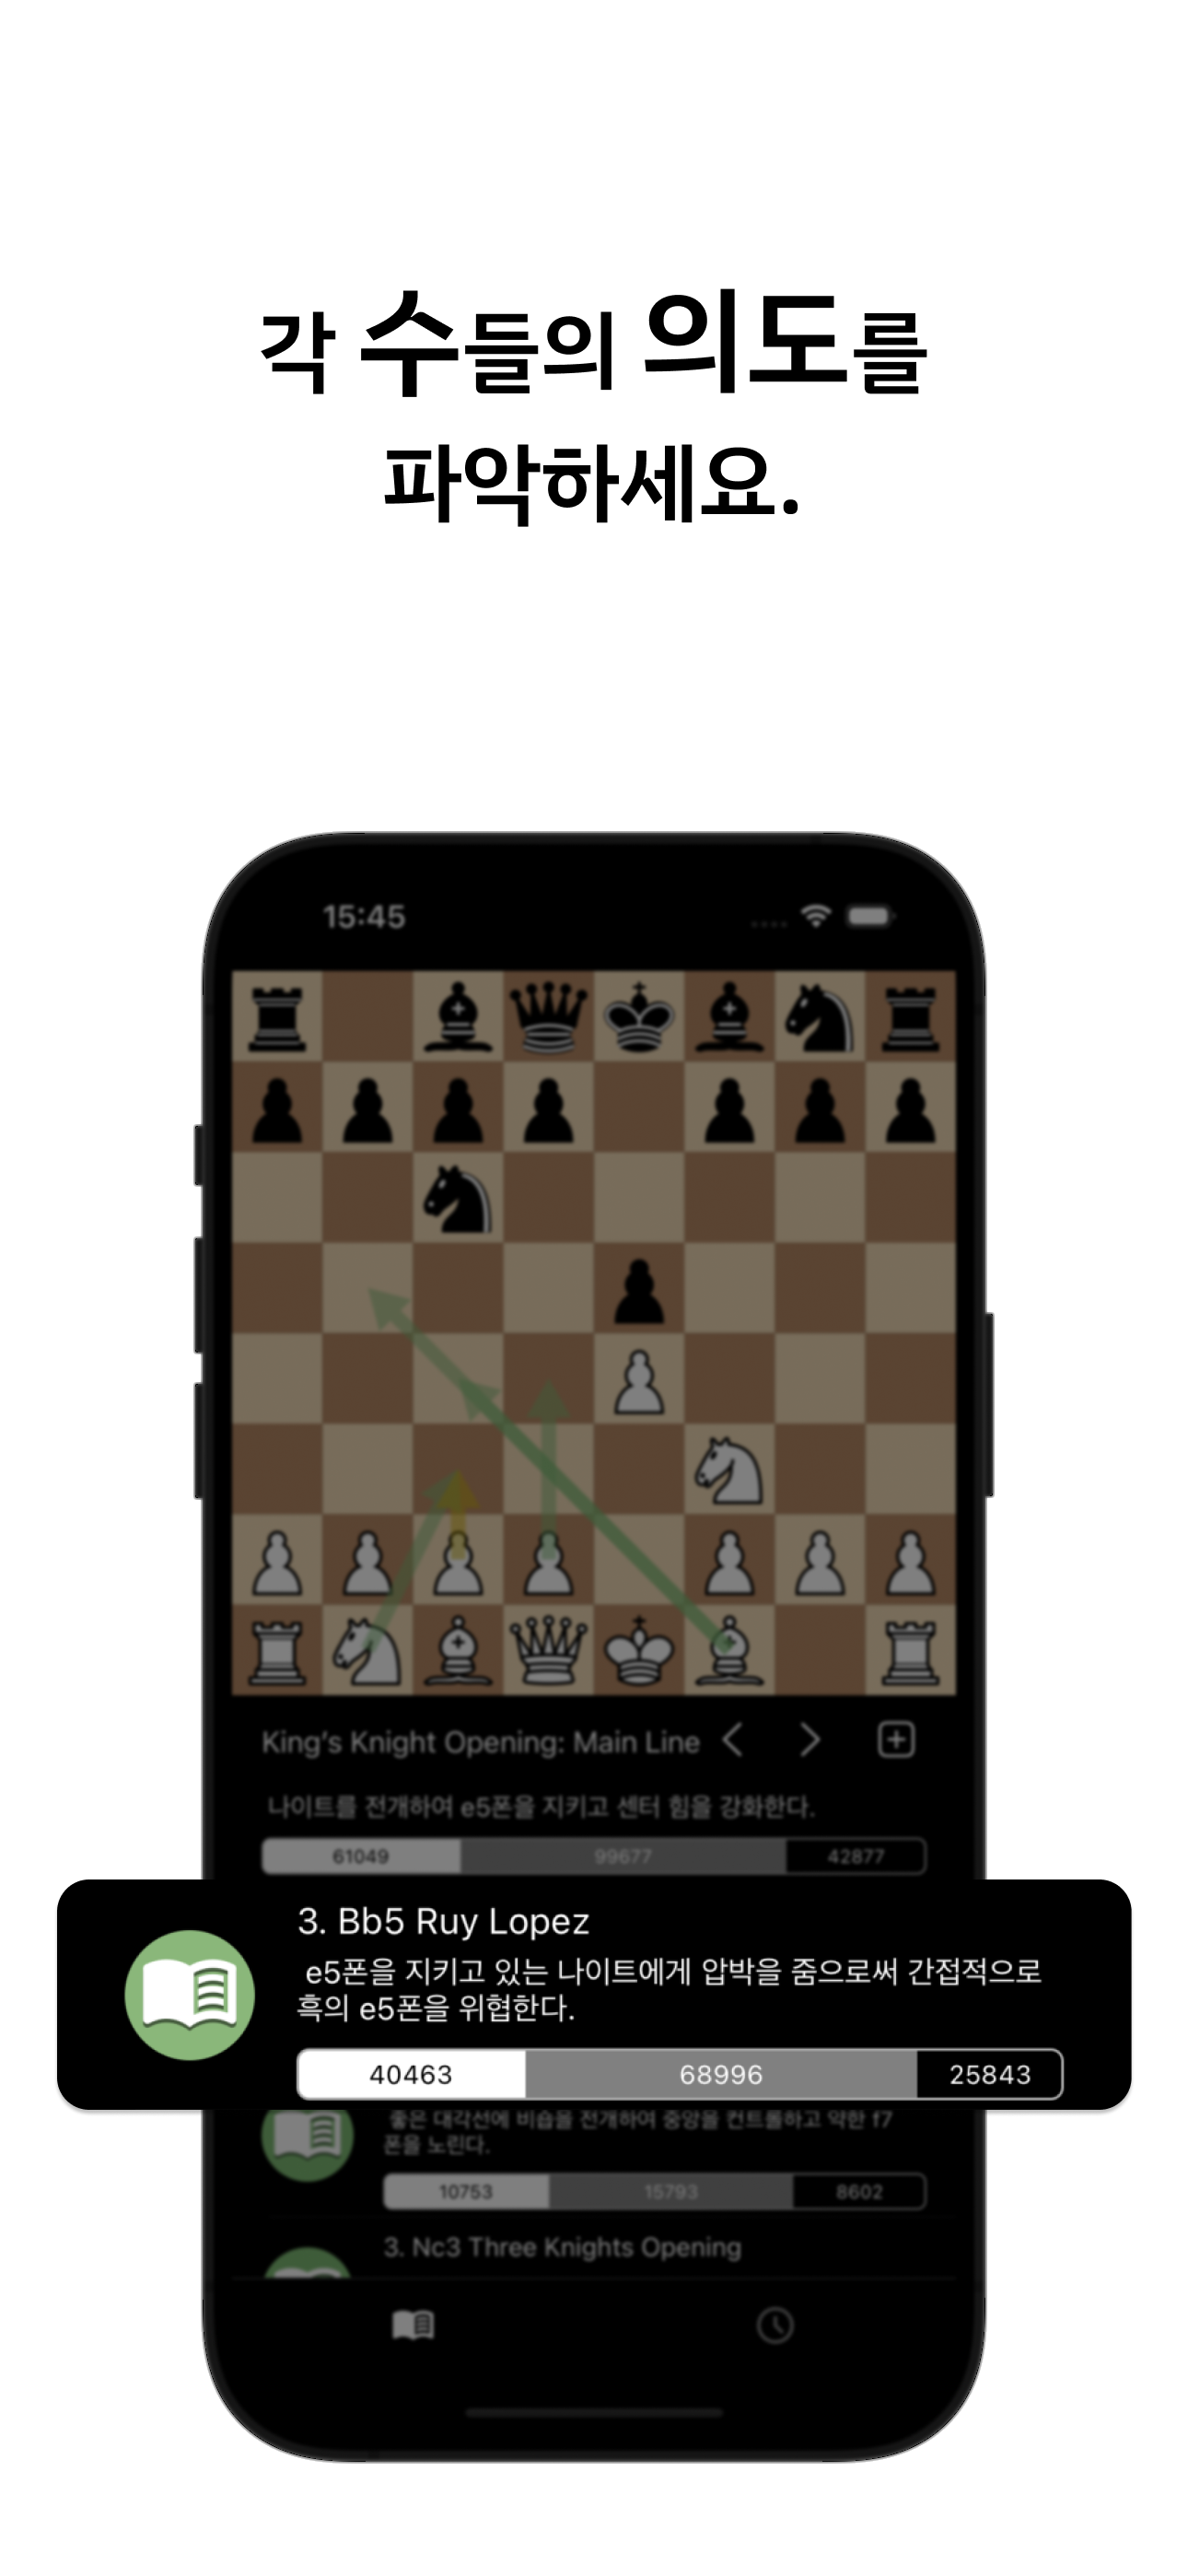 각 수들의 의도를
파악하세요.
15:45
King's Knight Opening: Main Line
나이트를 전개하여 e5폰을 지키고 센터 힘을 강화한다.
61049 99677 42877
3. Bb5 Ruy Lopez
e5폰을 지키고 있는 나이트에게 압박을 줌으로써 간접적으로
흑의 e5폰을 위협한다.
40463 68996 25843
좋은 대각선에 비숍을 전개하여 중앙을 컨트롤하고 약한 f7
폰을 노린다.
10753 15793 8602
3. Nc3 Three Knights Opening